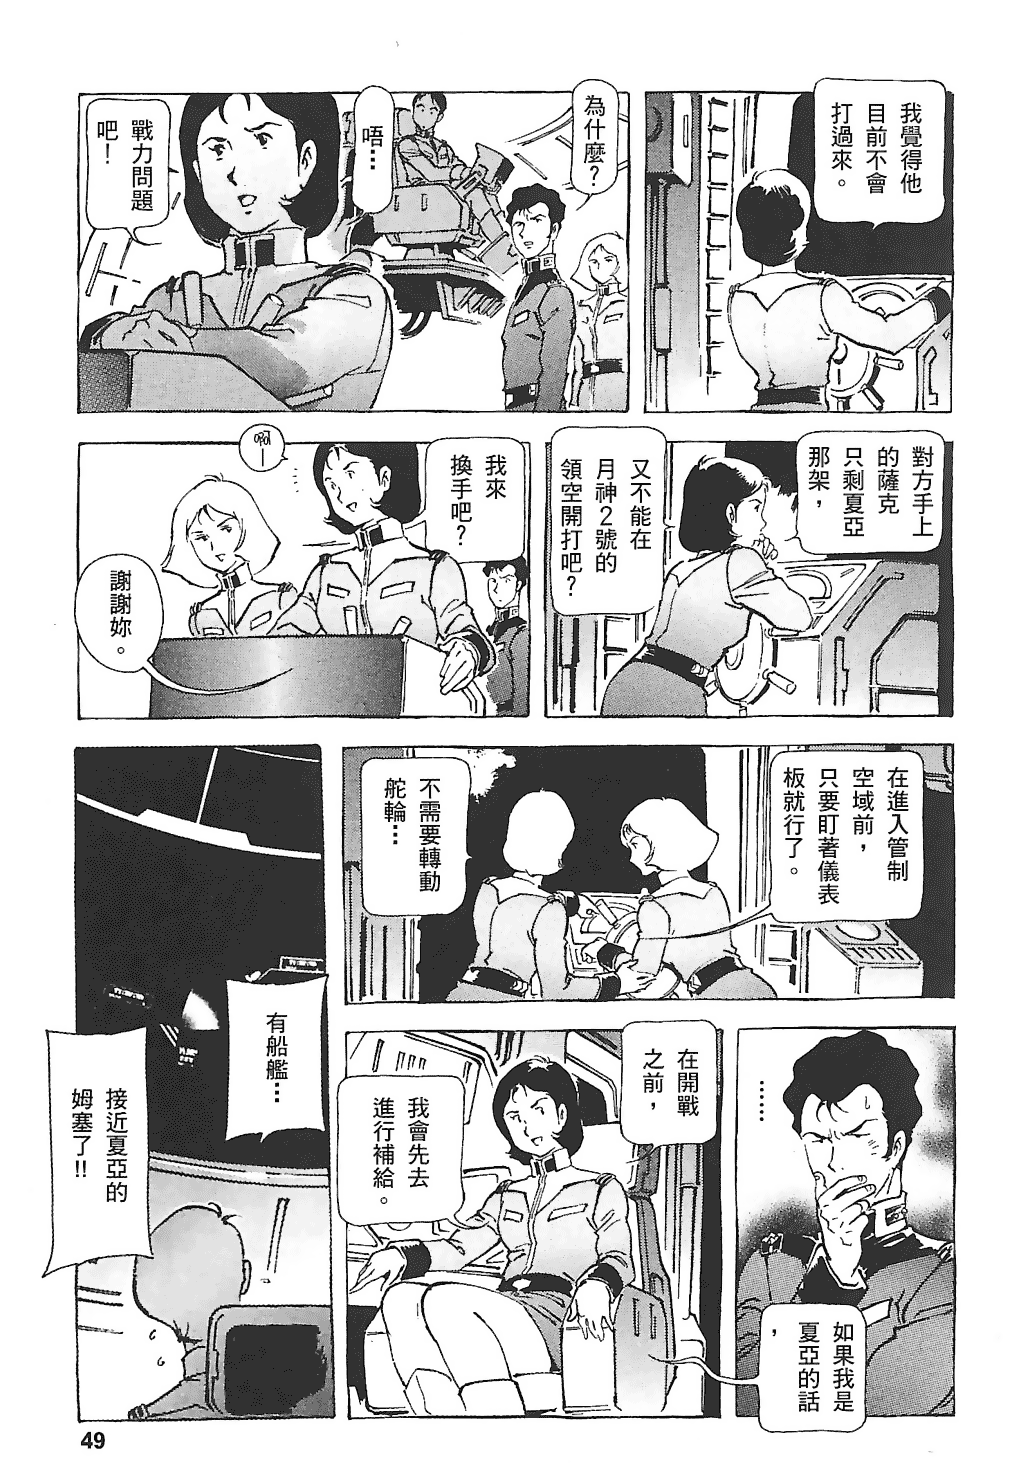 我覺得他
目前不會
打過來。
為什麼?
唔…
戰力問題
吧!
對方手上
的薩克
只剩夏亞
那架,
又不能在
月神2號的
領空開打吧?
我來
換手吧?
啊—
謝謝妳。
在進入管制
空域前,
只要盯著儀表
板就行了。
不需要轉動
舵輪…
……
如果我是
夏亞的話
,
在開戰
之前,
我會先去
進行補給。
有船艦…
接近夏亞的
姆塞了!!
49